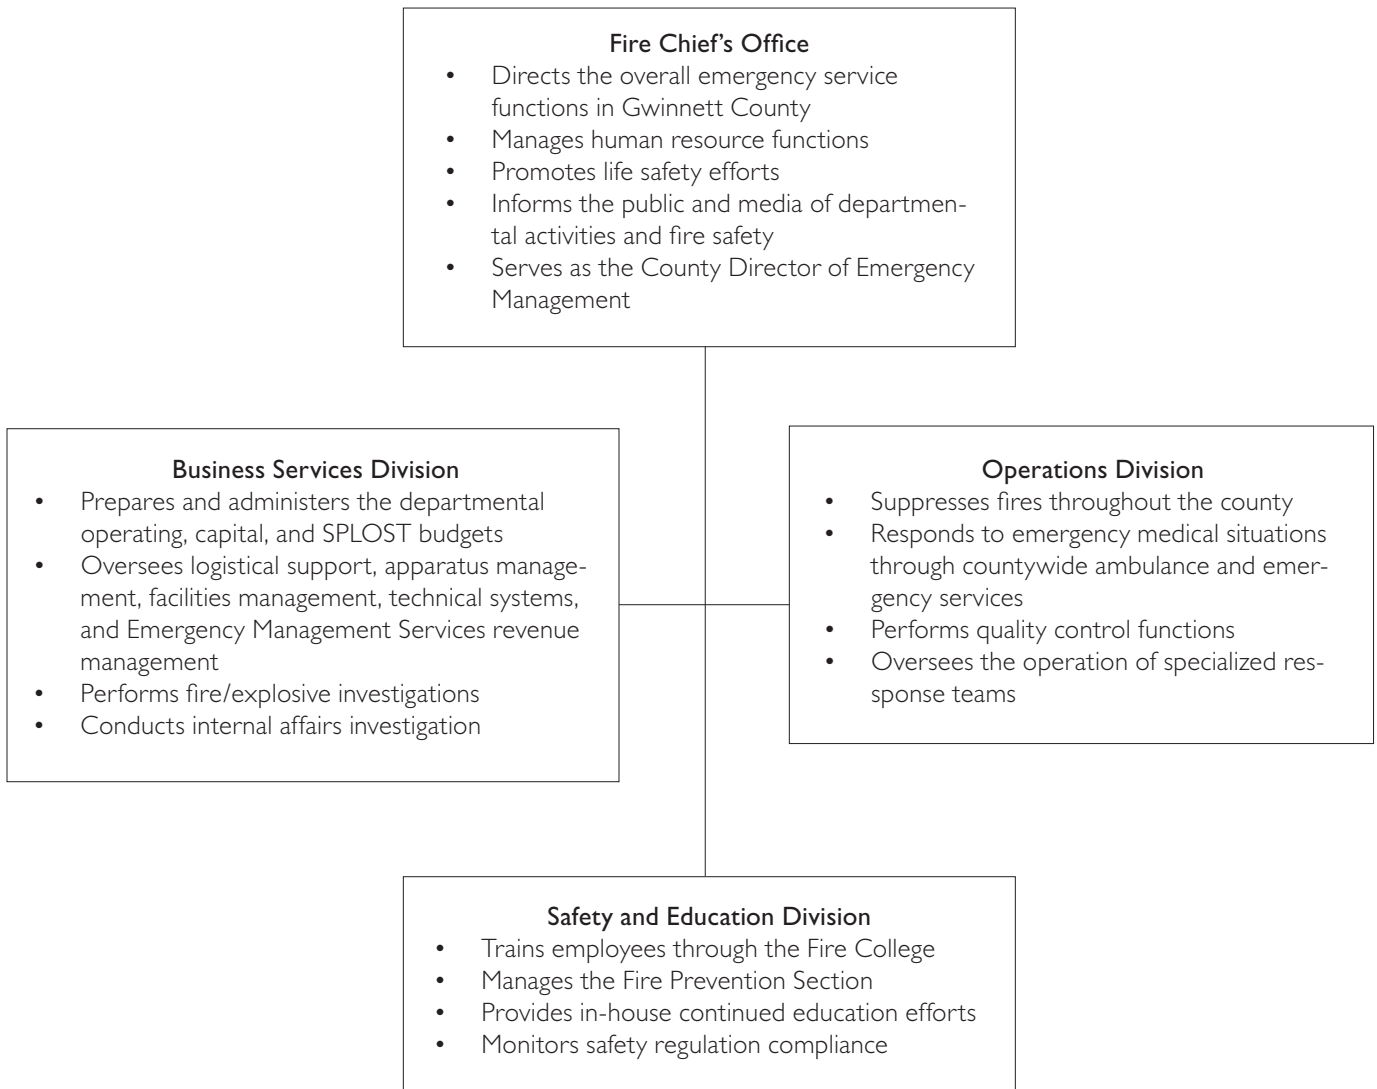 Fire Chief's Office
• Directs the overall emergency service
functions in Gwinnett County
• Manages human resource functions
• Promotes life safety efforts
• Informs the public and media of departmen-
tal activities and fire safety
• Serves as the County Director of Emergency
Management
Business Services Division
• Prepares and administers the departmental
operating, capital, and SPLOST budgets
• Oversees logistical support, apparatus manage-
ment, facilities management, technical systems,
and Emergency Management Services revenue
management
• Performs fire/explosive investigations
• Conducts internal affairs investigation
Operations Division
• Suppresses fires throughout the county
• Responds to emergency medical situations
through countywide ambulance and emer-
gency services
• Performs quality control functions
• Oversees the operation of specialized res-
ponse teams
Safety and Education Division
• Trains employees through the Fire College
• Manages the Fire Prevention Section
• Provides in-house continued education efforts
• Monitors safety regulation compliance